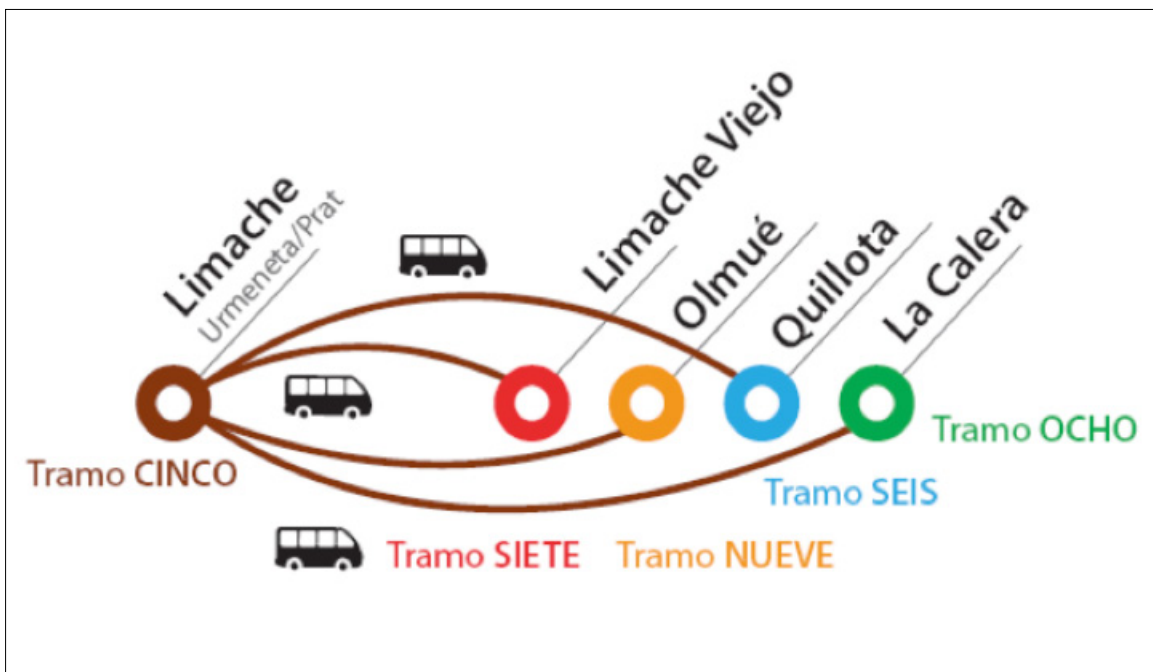 Limache
Urmeneta/Prat
Limache Viejo
Olmué
Quillota
La Calera
Tramo CINCO
Tramo OCHO
Tramo SEIS
Tramo SIETE
Tramo NUEVE